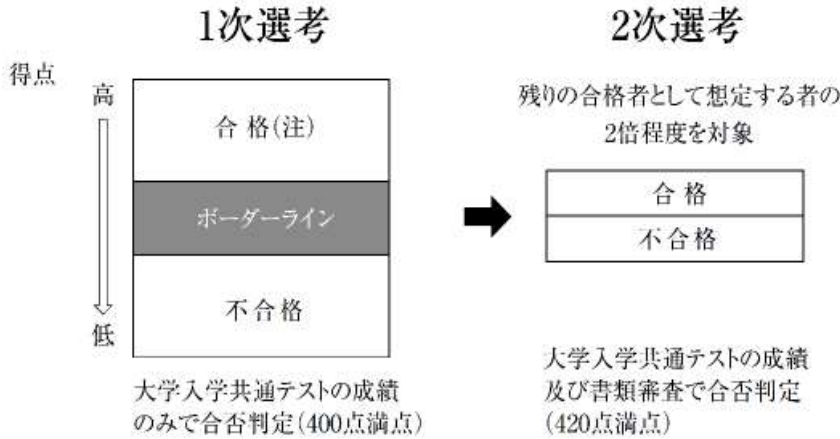 1次選考
得点
高
合格(注)
ボーダーライン
不合格
低
大学入学共通テストの成績
のみで合否判定(400点満点)
2次選考
残りの合格者として想定する者の
2倍程度を対象
合格
不合格
大学入学共通テストの成績
及び書類審査で合否判定
(420点満点)